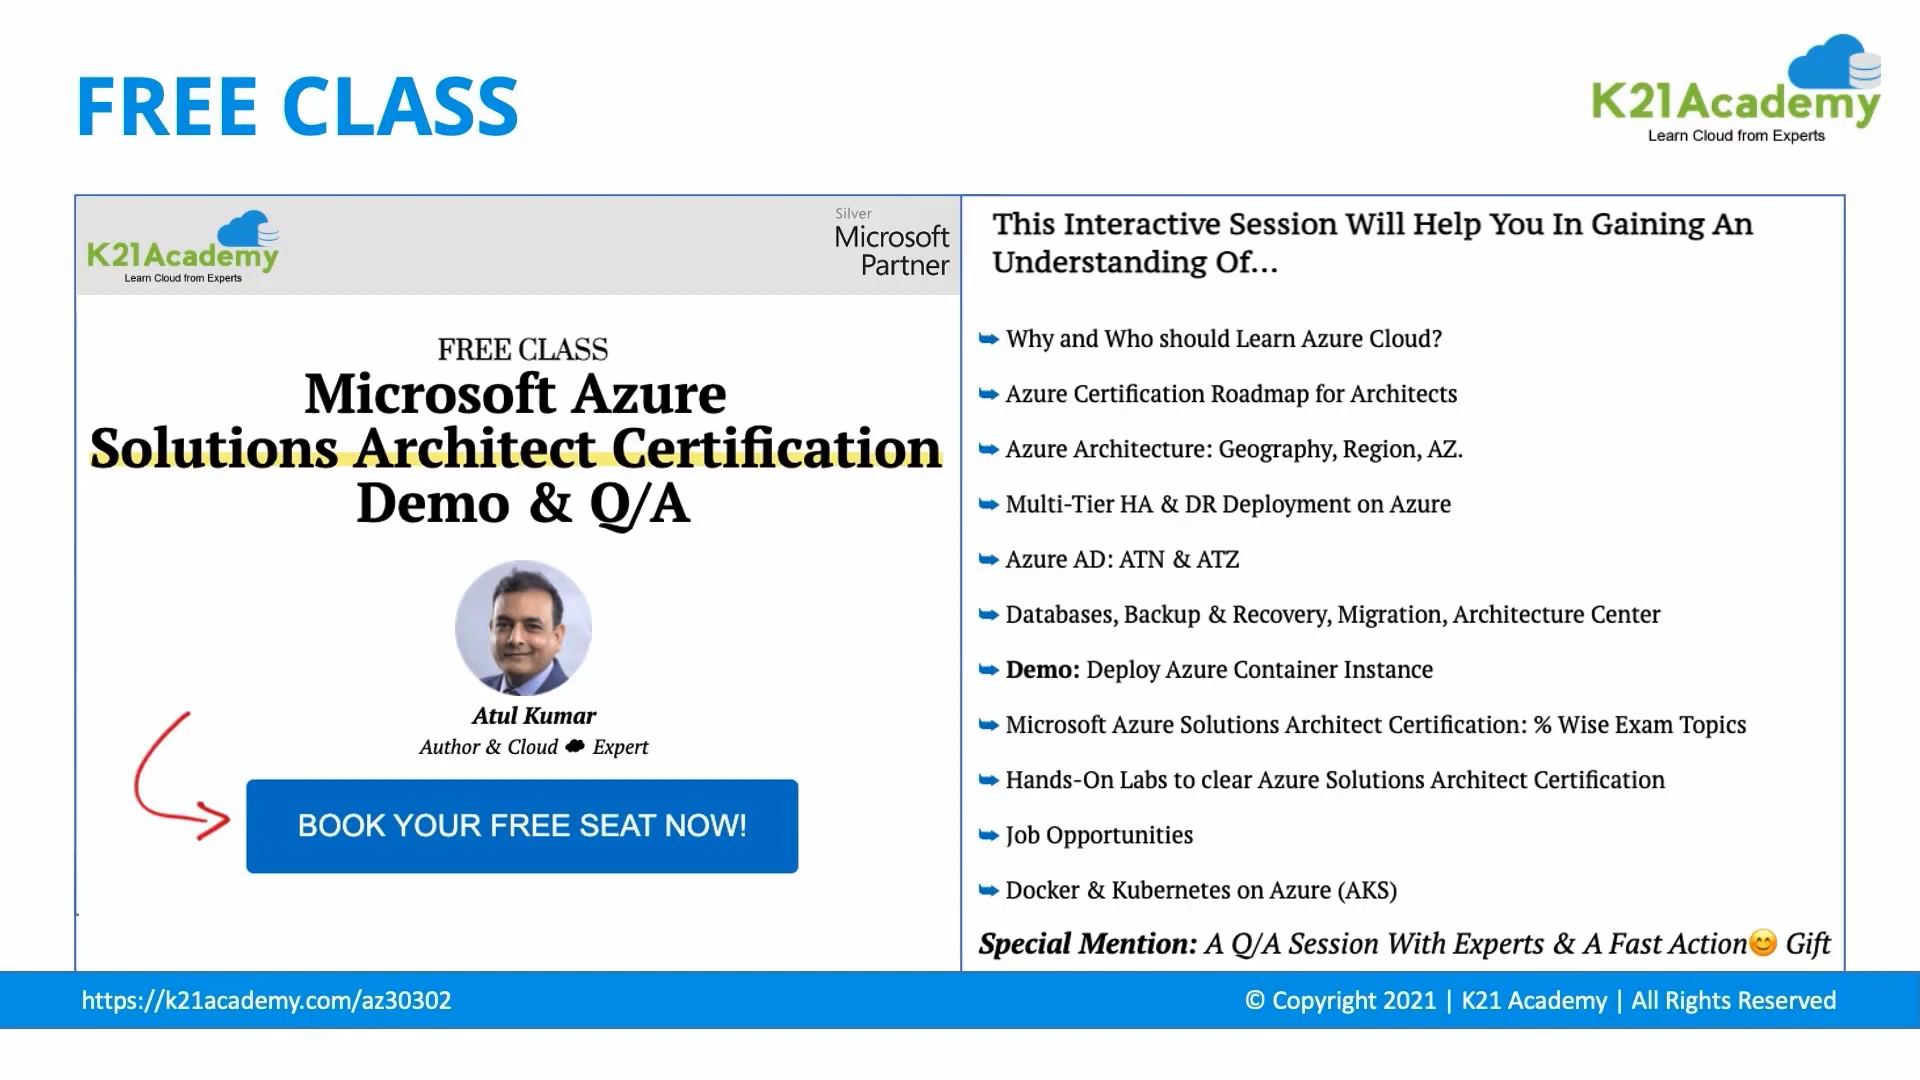 FREE CLASS
K21Academy
Learn Cloud from Experts
K21Academy
Learn Cloud from Experts
Silver
Microsoft
Partner
FREE CLASS
Microsoft Azure
Solutions Architect Certification
Demo & Q/A
Atul Kumar
Author & Cloud Expert
BOOK YOUR FREE SEAT NOW!
This Interactive Session Will Help You In Gaining An
Understanding Of...
Why and Who should Learn Azure Cloud?
Azure Certification Roadmap for Architects
Azure Architecture: Geography, Region, AZ.
Multi-Tier HA & DR Deployment on Azure
Azure AD: ATN & ATZ
Databases, Backup & Recovery, Migration, Architecture Center
Demo: Deploy Azure Container Instance
Microsoft Azure Solutions Architect Certification: % Wise Exam Topics
Hands-On Labs to clear Azure Solutions Architect Certification
Job Opportunities
Docker & Kubernetes on Azure (AKS)
Special Mention: A Q/A Session With Experts & A Fast Action😊 Gift
https://k21academy.com/az30302
© Copyright 2021 | K21 Academy | All Rights Reserved